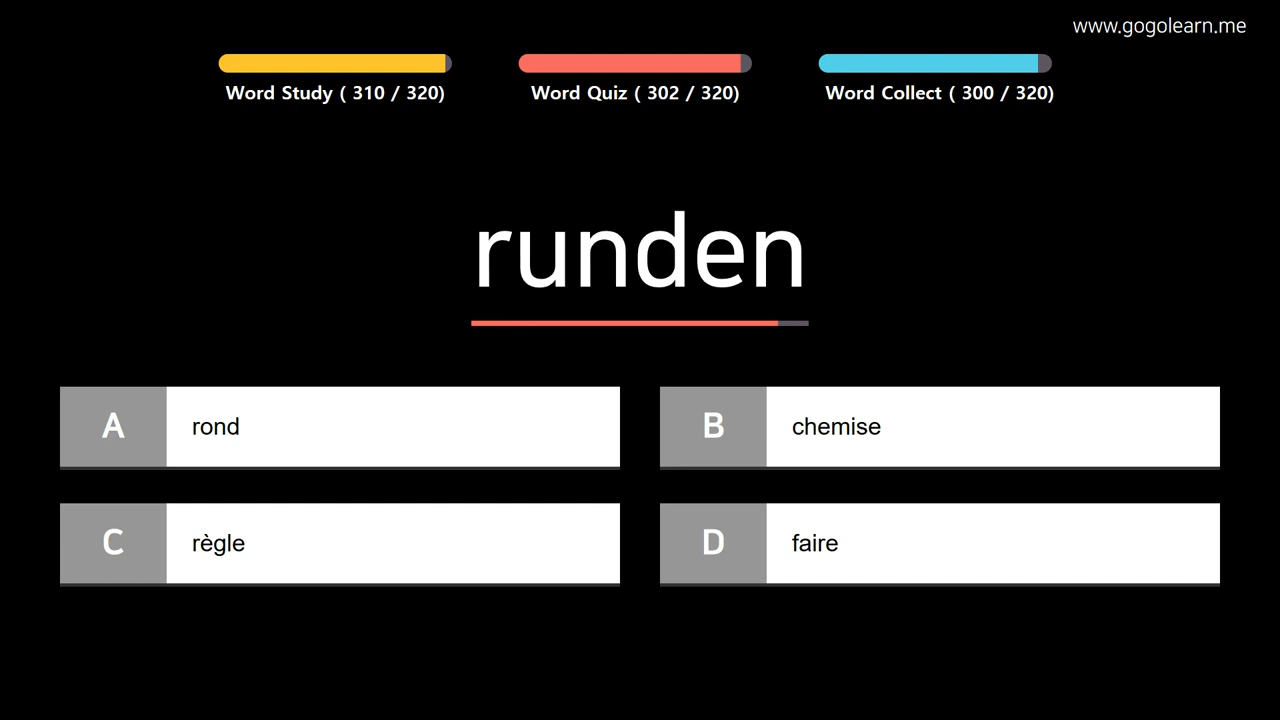 www.gogolearn.me
Word Study ( 310 / 320)
Word Quiz ( 302 / 320)
Word Collect ( 300 / 320)
runden
A
rond
B
chemise
C
règle
D
faire